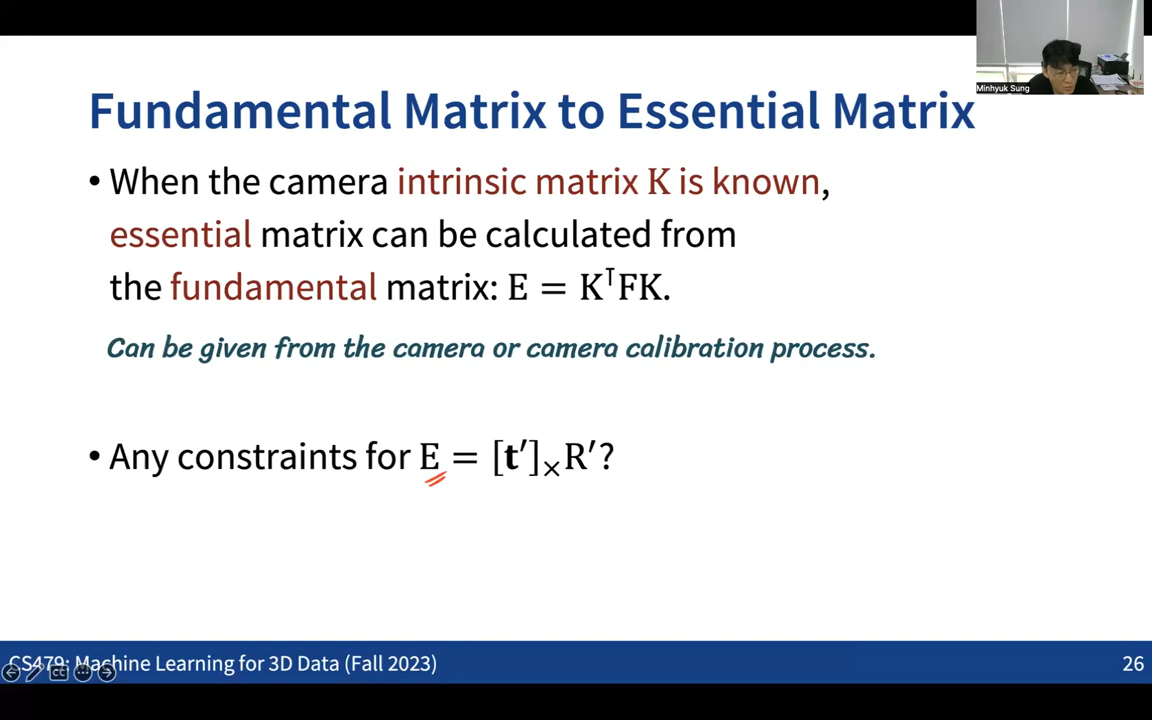 Minhyuk Sung
Fundamental Matrix to Essential Matrix
• When the camera intrinsic matrix K is known,
essential matrix can be calculated from
the fundamental matrix: E = K⊺FK.
Can be given from the camera or camera calibration process.
• Any constraints for E = [t′]×R′?
CS479: Machine Learning for 3D Data (Fall 2023)
26